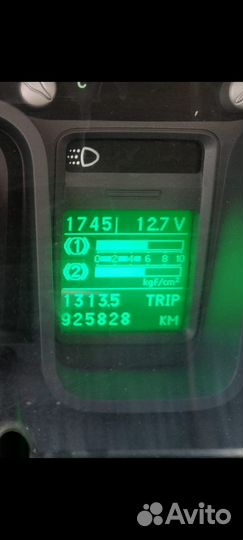 C
1745 12.7 V
(1)
0 2 4 6 8 10
(2)
kgf/cm²
1313.5 TRIP
925828 KM
Avito